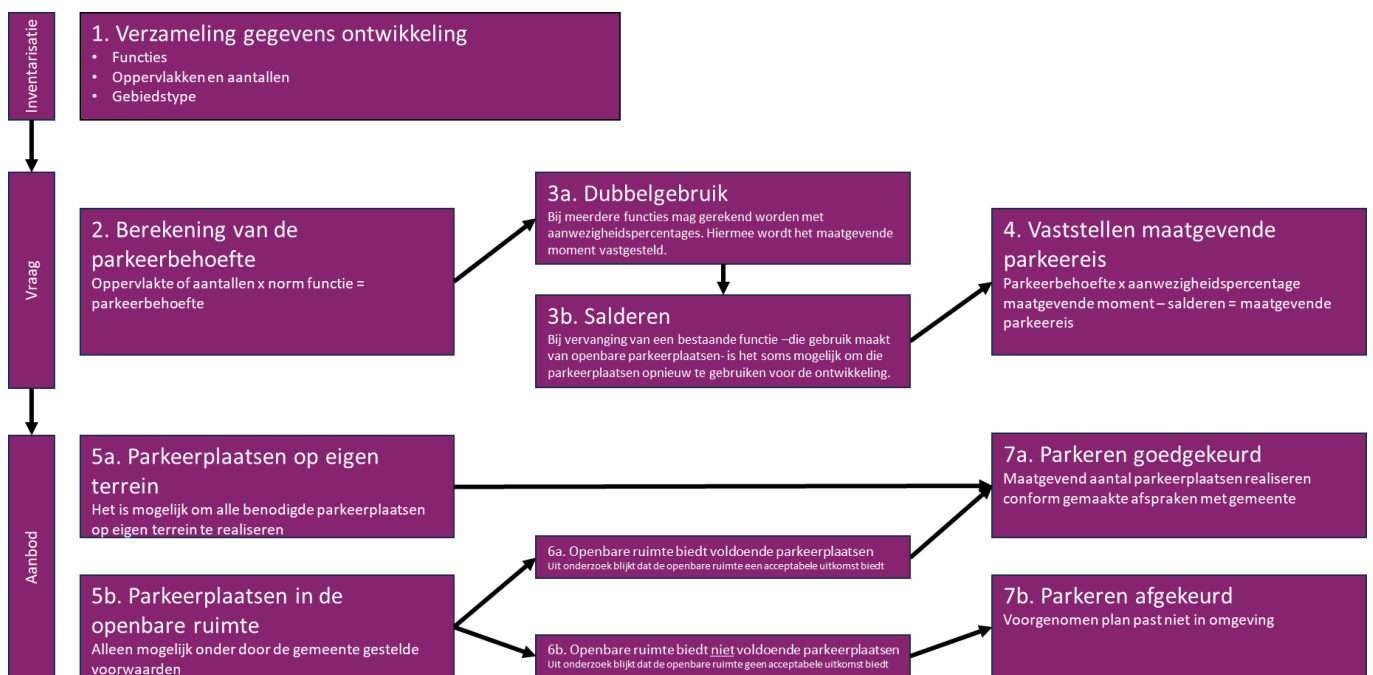 Inventarisatie
1. Verzameling gegevens ontwikkeling
• Functies
• Oppervlakken en aantallen
• Gebiedstype
Vraag
2. Berekening van de
parkeerbehoefte
Oppervlakte of aantallen x norm functie =
parkeerbehoefte
3a. Dubbelgebruik
Bij meerdere functies mag gerekend worden met
aanwezigheidspercentages. Hiermee wordt het maatgevende
moment vastgesteld.
3b. Salderen
Bij vervanging van een bestaande functie –die gebruik maakt
van openbare parkeerplaatsen- is het soms mogelijk om die
parkeerplaatsen opnieuw te gebruiken voor de ontwikkeling.
4. Vaststellen maatgevende
parkeereis
Parkeerbehoefte x aanwezigheidspercentage
maatgevende moment – salderen = maatgevende
parkeereis
Aanbod
5a. Parkeerplaatsen op eigen
terrein
Het is mogelijk om alle benodigde parkeerplaatsen
op eigen terrein te realiseren
5b. Parkeerplaatsen in de
openbare ruimte
Alleen mogelijk onder door de gemeente gestelde
voorwaarden
6a. Openbare ruimte biedt voldoende parkeerplaatsen
Uit onderzoek blijkt dat de openbare ruimte een acceptabele uitkomst biedt
6b. Openbare ruimte biedt niet voldoende parkeerplaatsen
Uit onderzoek blijkt dat de openbare ruimte geen acceptabele uitkomst biedt
7a. Parkeren goedgekeurd
Maatgevend aantal parkeerplaatsen realiseren
conform gemaakte afspraken met gemeente
7b. Parkeren afgekeurd
Voorgenomen plan past niet in omgeving